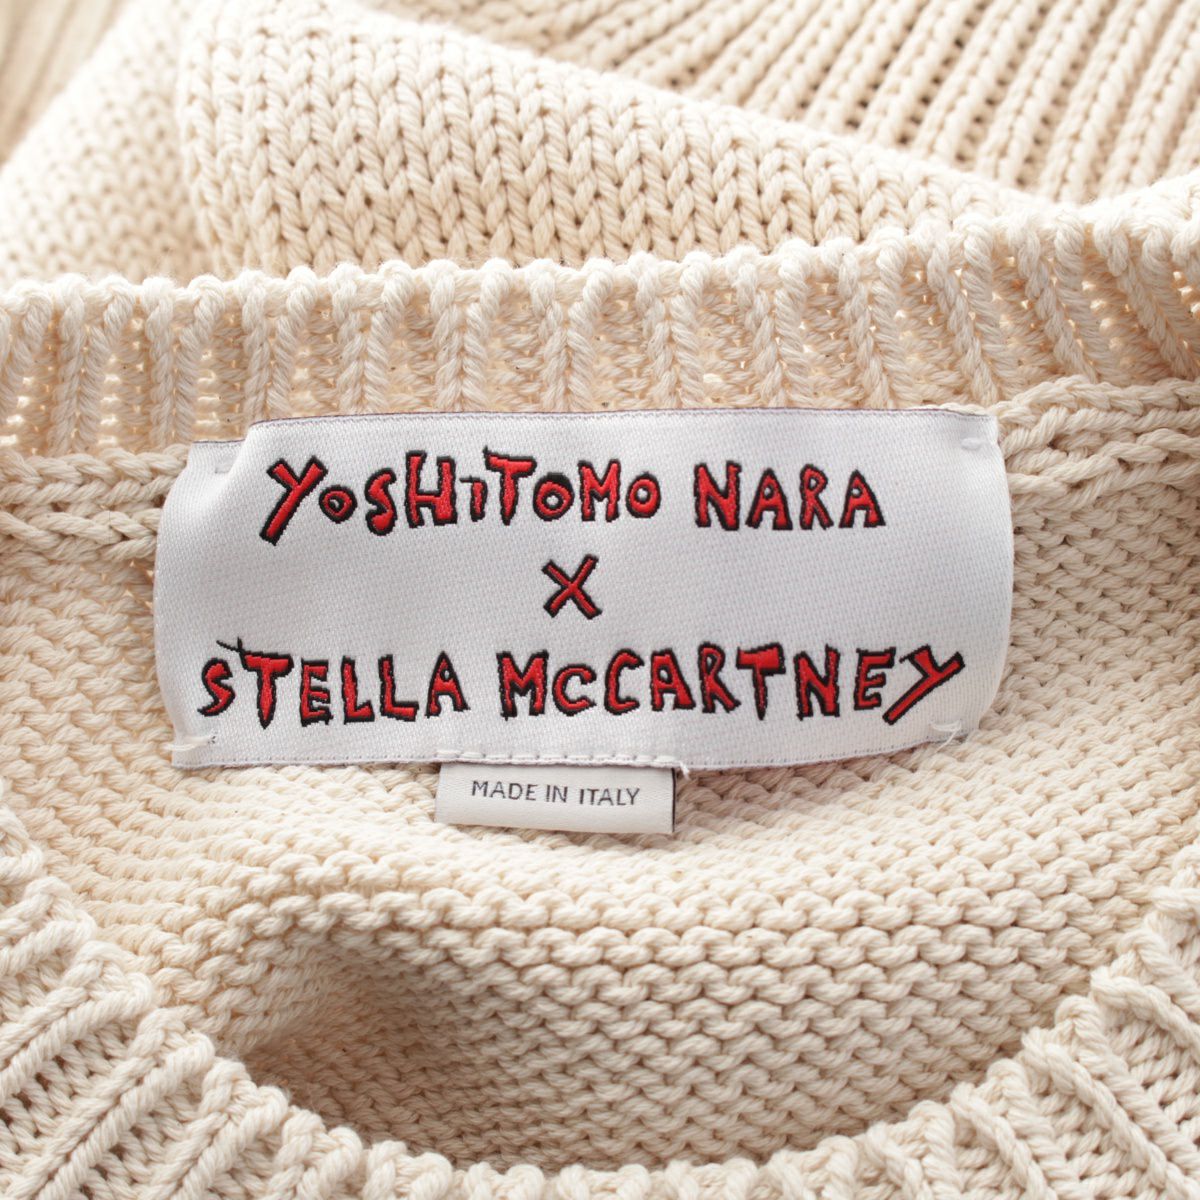 YOSHiTOMO NARA
X
STELLA McCARTNEY
MADE IN ITALY